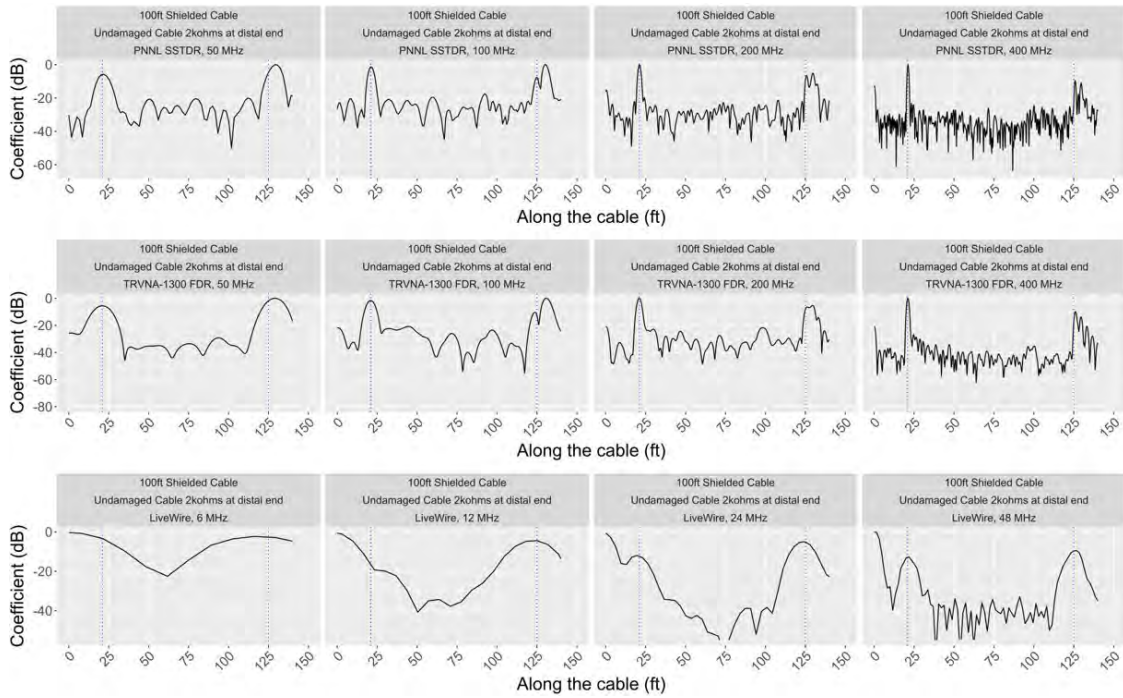 100ft Shielded Cable
Undamaged Cable 2kohms at distal end
PNNL SSTDR, 50 MHz
100ft Shielded Cable
Undamaged Cable 2kohms at distal end
PNNL SSTDR, 100 MHz
100ft Shielded Cable
Undamaged Cable 2kohms at distal end
PNNL SSTDR, 200 MHz
100ft Shielded Cable
Undamaged Cable 2kohms at distal end
PNNL SSTDR, 400 MHz
Coefficient (dB)
0
-20
-40
-60
0 25 50 75 100 125 150
0 25 50 75 100 125 150
0 25 50 75 100 125 150
0 25 50 75 100 125 150
Along the cable (ft)
100ft Shielded Cable
Undamaged Cable 2kohms at distal end
TRVNA-1300 FDR, 50 MHz
100ft Shielded Cable
Undamaged Cable 2kohms at distal end
TRVNA-1300 FDR, 100 MHz
100ft Shielded Cable
Undamaged Cable 2kohms at distal end
TRVNA-1300 FDR, 200 MHz
100ft Shielded Cable
Undamaged Cable 2kohms at distal end
TRVNA-1300 FDR, 400 MHz
Coefficient (dB)
0
-20
-40
-60
-80
0 25 50 75 100 125 150
0 25 50 75 100 125 150
0 25 50 75 100 125 150
0 25 50 75 100 125 150
Along the cable (ft)
100ft Shielded Cable
Undamaged Cable 2kohms at distal end
LiveWire, 6 MHz
100ft Shielded Cable
Undamaged Cable 2kohms at distal end
LiveWire, 12 MHz
100ft Shielded Cable
Undamaged Cable 2kohms at distal end
LiveWire, 24 MHz
100ft Shielded Cable
Undamaged Cable 2kohms at distal end
LiveWire, 48 MHz
Coefficient (dB)
0
-20
-40
0 25 50 75 100 125 150
0 25 50 75 100 125 150
0 25 50 75 100 125 150
0 25 50 75 100 125 150
Along the cable (ft)